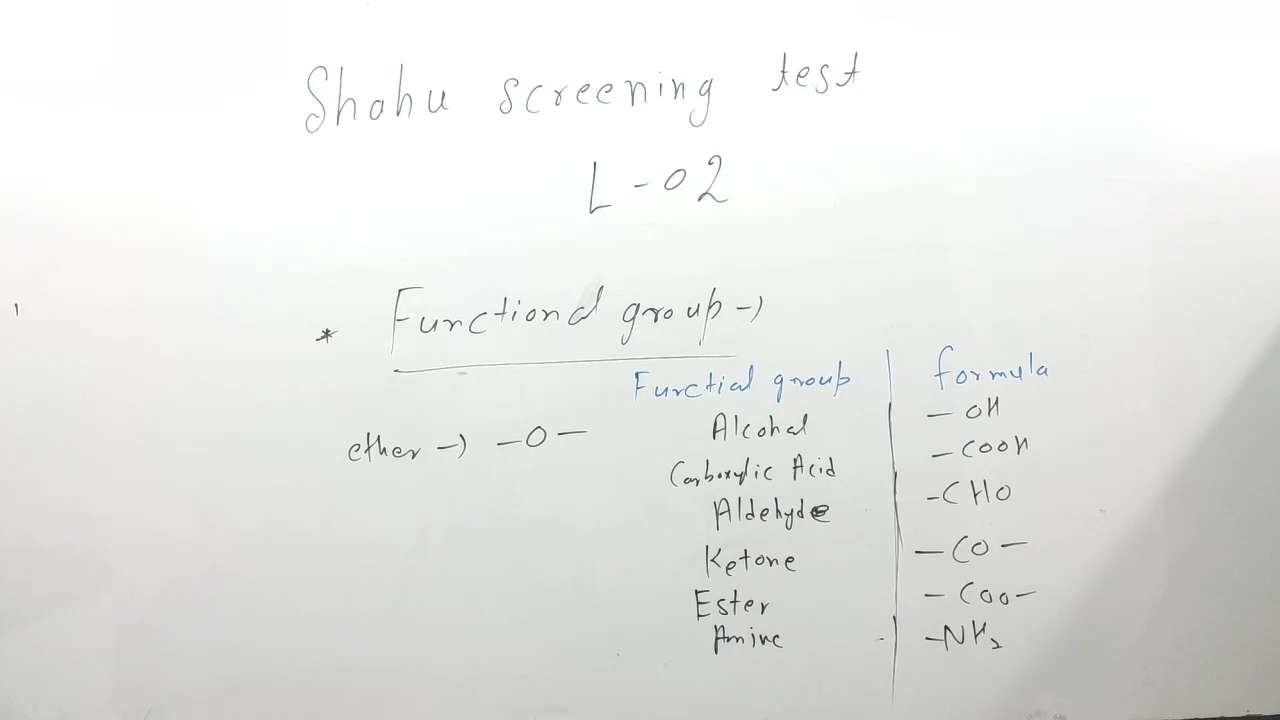 Shahu screening test
L-02
* Functional group →
Functial group | formula
ether → -O-
Alcohal | -OH
Carboxylic Acid | -COOH
Aldehyde | -CHO
Ketone | -CO-
Ester | -COO-
Amine | -NH₂